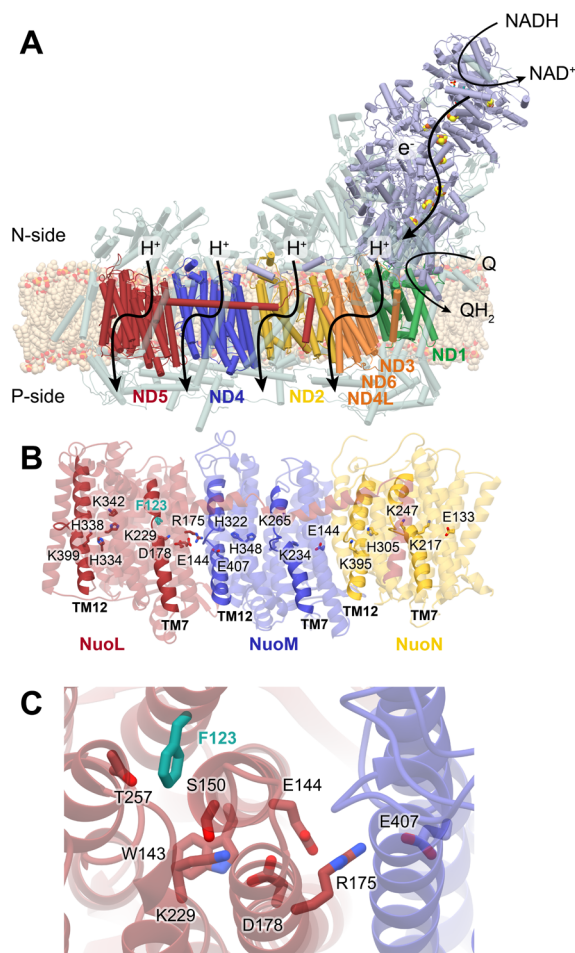 A
NADH
NAD⁺
e⁻
N-side
H⁺ H⁺ H⁺ H⁺
Q
QH₂
ND1
ND3
ND6
P-side
ND5 ND4 ND2 ND4L
B
K342 F123 R175 H322 K265 E144 K247 E133
H338 K229 H348 H305 K217
K399 H334 D178 E144 E407 K234 K395
TM12 TM7 TM12 TM7 TM12 TM7
NuoL NuoM NuoN
C
F123
T257 S150 E144
E407
W143
R175
K229 D178